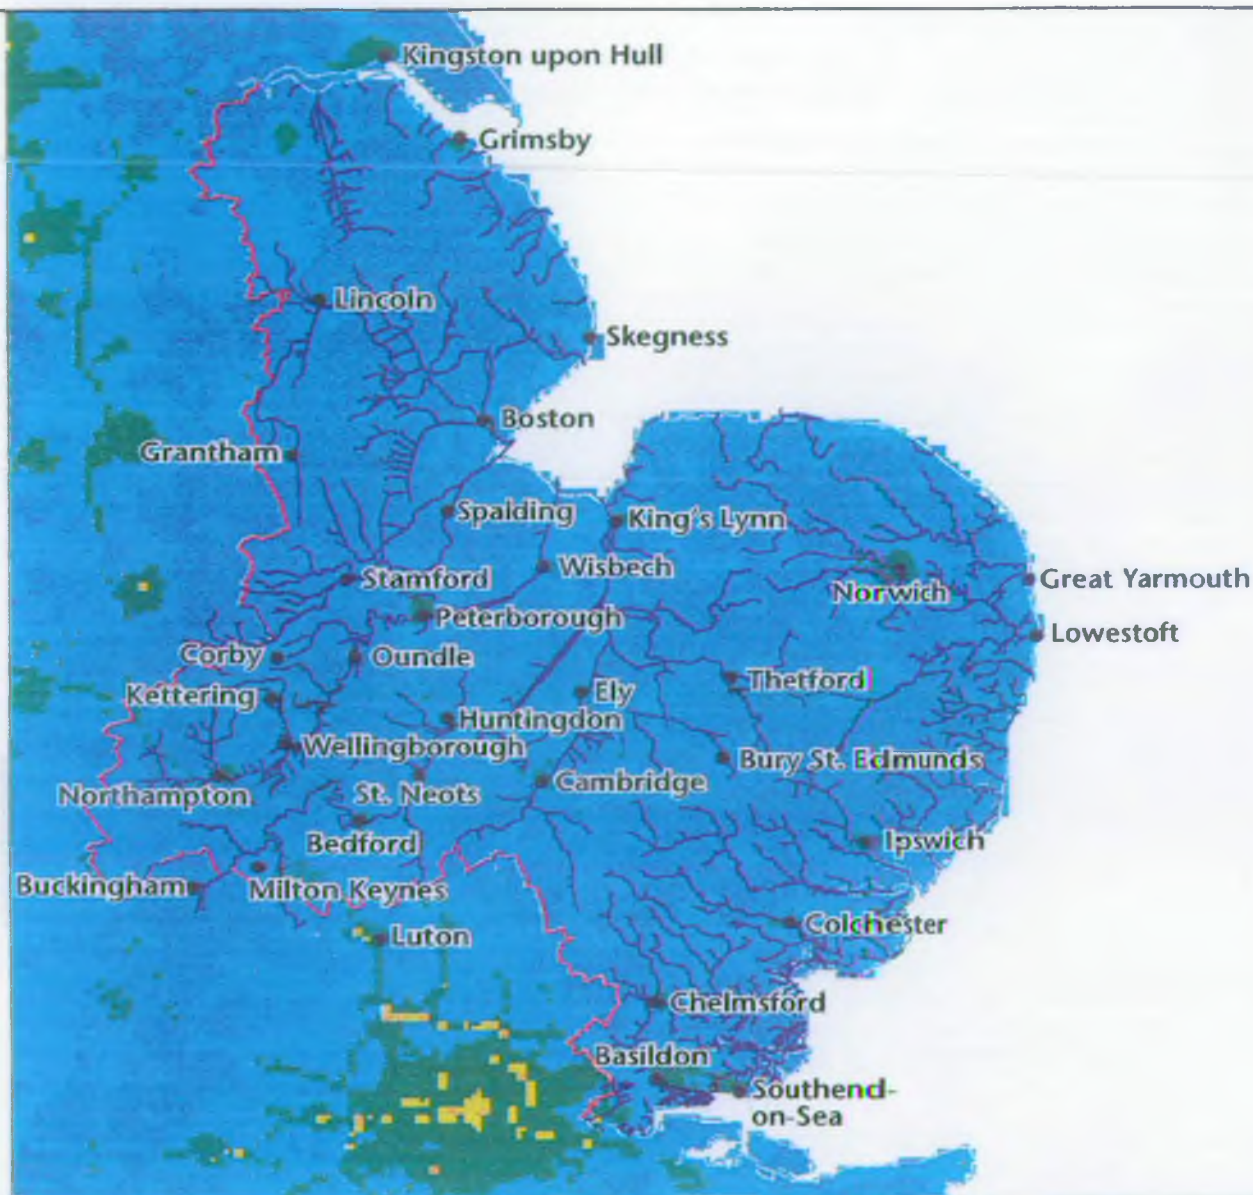 Kingston upon Hull
Grimsby
Lincoln
Skegness
Boston
Grantham
Spalding
King's Lynn
Wisbech
Stamford
Norwich
Great Yarmouth
Peterborough
Lowestoft
Corby
Oundle
Thetford
Kettering
Ely
Huntingdon
Wellingborough
Bury St. Edmunds
Cambridge
Northampton
St. Neots
Bedford
Ipswich
Buckingham
Milton Keynes
Colchester
Luton
Chelmsford
Basildon
Southend-
on-Sea